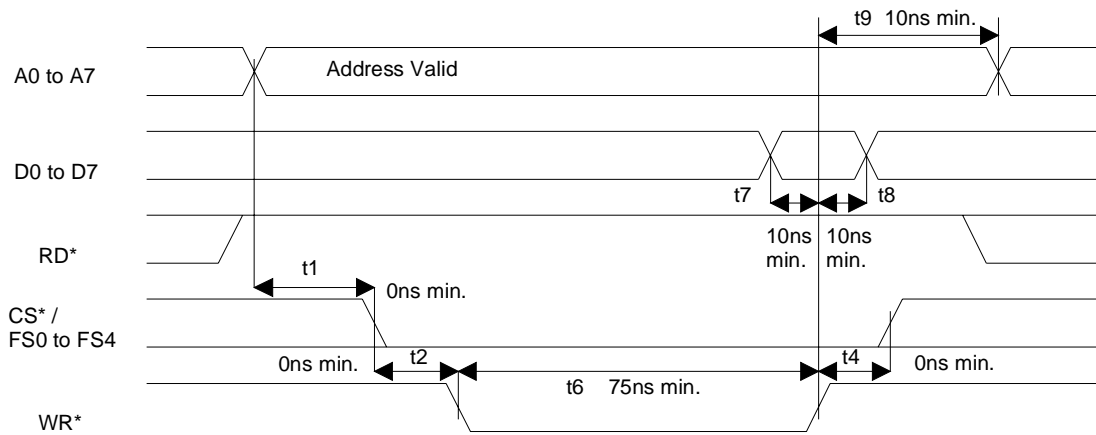 t9 10ns min.
A0 to A7
Address Valid
D0 to D7
t7
t8
10ns
min.
10ns
min.
RD*
t1
0ns min.
CS* /
FS0 to FS4
0ns min.
t2
t4
0ns min.
t6 75ns min.
WR*